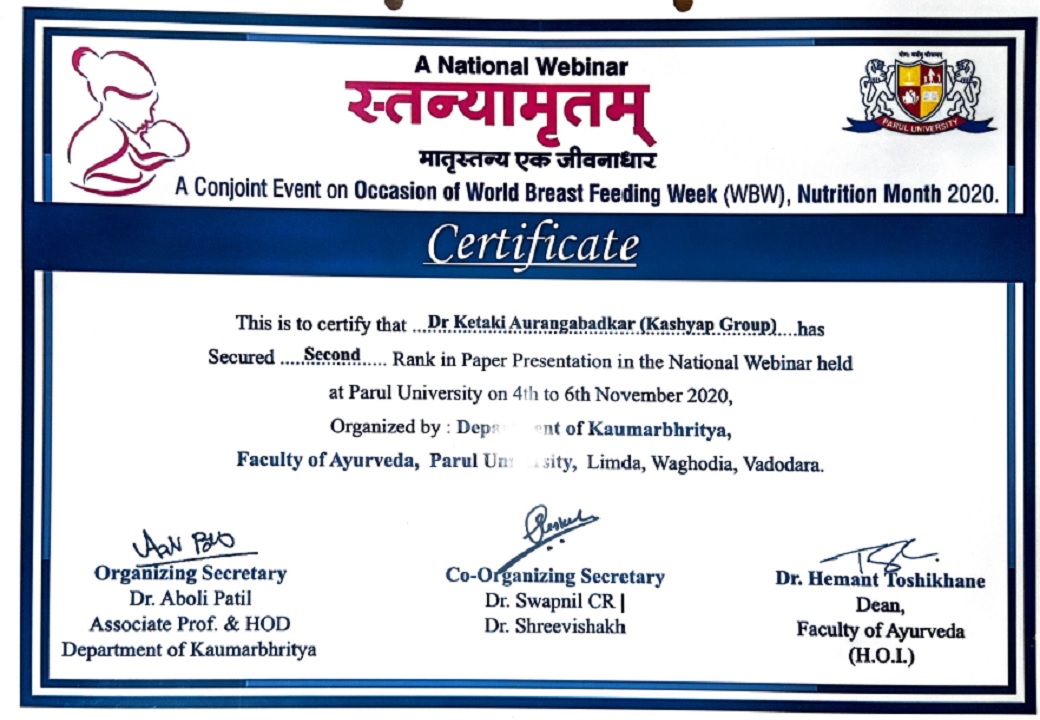 A National Webinar
स्तन्यामृतम्
मातृस्तन्य एक जीवनाधार
PARUL UNIVERSITY
A Conjoint Event on Occasion of World Breast Feeding Week (WBW), Nutrition Month 2020.
Certificate
This is to certify that ...Dr Ketaki Aurangabadkar (Kashyap Group)....has
Secured .....Second..... Rank in Paper Presentation in the National Webinar held
at Parul University on 4th to 6th November 2020,
Organized by : Depa ent of Kaumarbhritya,
Faculty of Ayurveda, Parul Un sity, Limda, Waghodia, Vadodara.
Organizing Secretary
Dr. Aboli Patil
Associate Prof. & HOD
Department of Kaumarbhritya
Co-Organizing Secretary
Dr. Swapnil CR |
Dr. Shreevishakh
Dr. Hemant Toshikhane
Dean,
Faculty of Ayurveda
(H.O.I.)